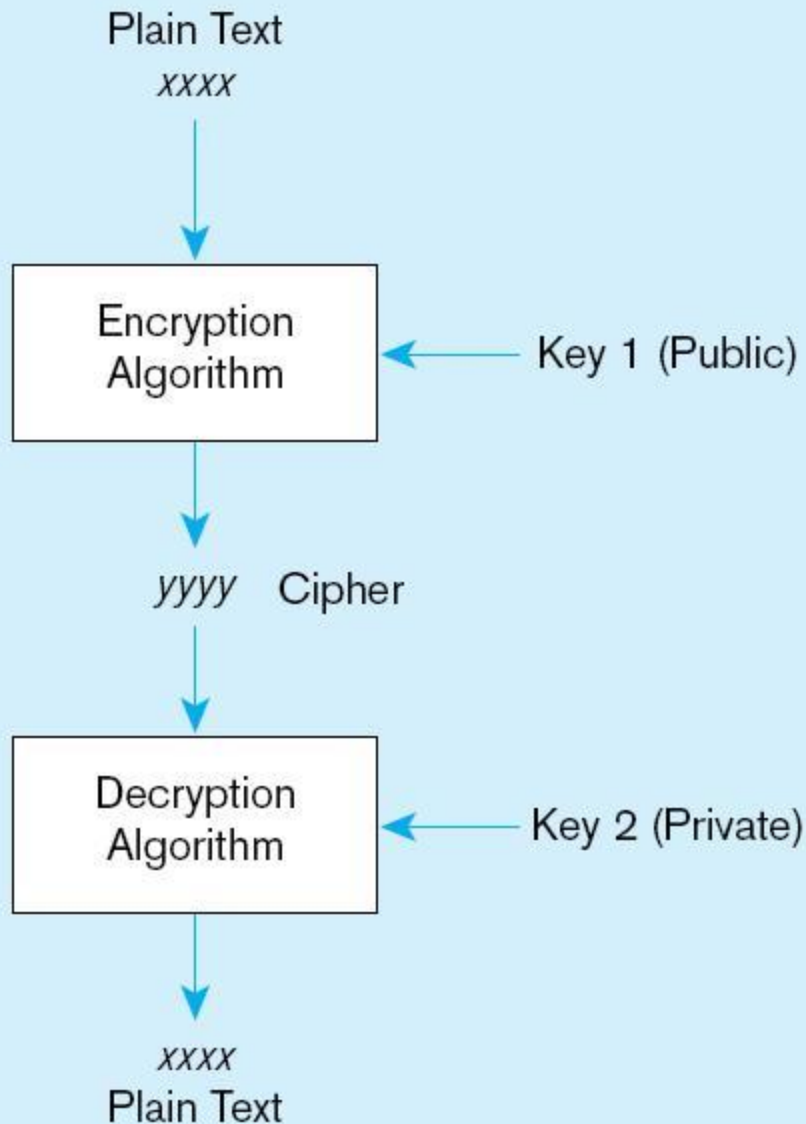 Plain Text
xxxx
Encryption
Algorithm
Key 1 (Public)
yyyy Cipher
Decryption
Algorithm
Key 2 (Private)
xxxx
Plain Text